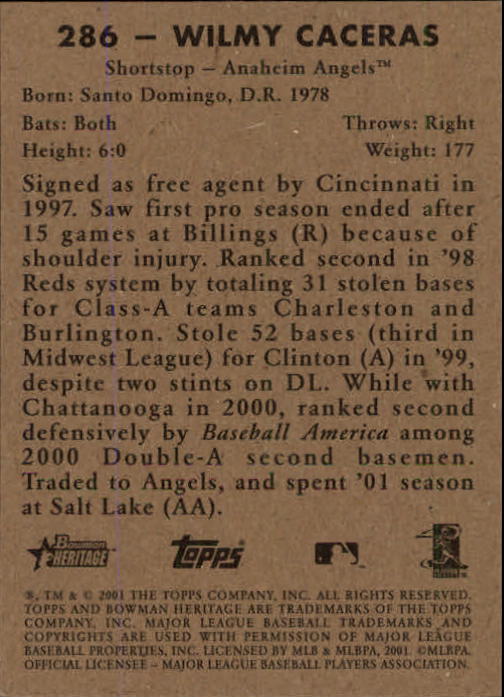 286 – WILMY CACERAS
Shortstop – Anaheim Angels™
Born: Santo Domingo, D.R. 1978
Bats: Both Throws: Right
Height: 6:0 Weight: 177
Signed as free agent by Cincinnati in
1997. Saw first pro season ended after
15 games at Billings (R) because of
shoulder injury. Ranked second in '98
Reds system by totaling 31 stolen bases
for Class-A teams Charleston and
Burlington. Stole 52 bases (third in
Midwest League) for Clinton (A) in '99,
despite two stints on DL. While with
Chattanooga in 2000, ranked second
defensively by Baseball America among
2000 Double-A second basemen.
Traded to Angels, and spent '01 season
at Salt Lake (AA).
Bowman HERITAGE TOPPS
®, TM & © 2001 THE TOPPS COMPANY, INC. ALL RIGHTS RESERVED.
TOPPS AND BOWMAN HERITAGE ARE TRADEMARKS OF THE TOPPS
COMPANY, INC. MAJOR LEAGUE BASEBALL TRADEMARKS AND
COPYRIGHTS ARE USED WITH PERMISSION OF MAJOR LEAGUE
BASEBALL PROPERTIES, INC. LICENSED BY MLB & MLBPA, 2001. ©MLBPA.
OFFICIAL LICENSEE – MAJOR LEAGUE BASEBALL PLAYERS ASSOCIATION.